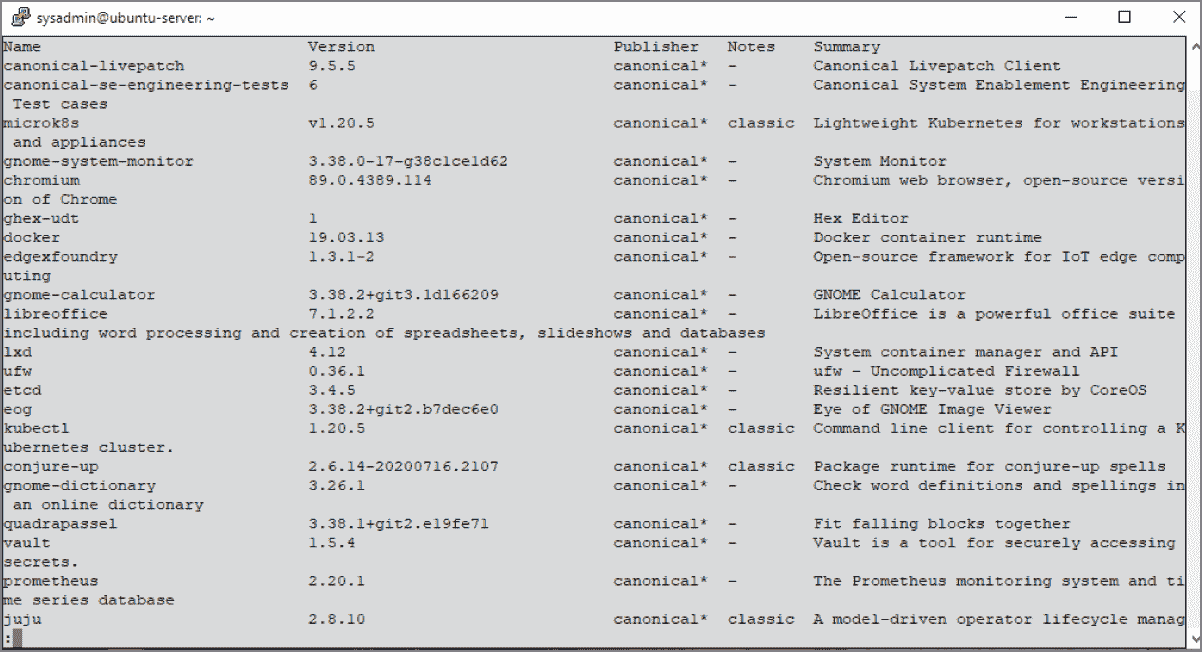 sysadmin@ubuntu-server: ~
Name Version Publisher Notes Summary
canonical-livepatch 9.5.5 canonical* - Canonical Livepatch Client
canonical-se-engineering-tests 6 canonical* - Canonical System Enablement Engineering
Test cases
microk8s v1.20.5 canonical* classic Lightweight Kubernetes for workstations
and appliances
gnome-system-monitor 3.38.0-17-g38c1ce1d62 canonical* - System Monitor
chromium 89.0.4389.114 canonical* - Chromium web browser, open-source versi
on of Chrome
ghex-udt 1 canonical* - Hex Editor
docker 19.03.13 canonical* - Docker container runtime
edgexfoundry 1.3.1-2 canonical* - Open-source framework for IoT edge comp
uting
gnome-calculator 3.38.2+git3.1d166209 canonical* - GNOME Calculator
libreoffice 7.1.2.2 canonical* - LibreOffice is a powerful office suite
including word processing and creation of spreadsheets, slideshows and databases
lxd 4.12 canonical* - System container manager and API
ufw 0.36.1 canonical* - ufw - Uncomplicated Firewall
etcd 3.4.5 canonical* - Resilient key-value store by CoreOS
eog 3.38.2+git2.b7dec6e0 canonical* - Eye of GNOME Image Viewer
kubectl 1.20.5 canonical* classic Command line client for controlling a K
ubernetes cluster.
conjure-up 2.6.14-20200716.2107 canonical* classic Package runtime for conjure-up spells
gnome-dictionary 3.26.1 canonical* - Check word definitions and spellings in
an online dictionary
quadrapassel 3.38.1+git2.e19fe71 canonical* - Fit falling blocks together
vault 1.5.4 canonical* - Vault is a tool for securely accessing
secrets.
prometheus 2.20.1 canonical* - The Prometheus monitoring system and ti
me series database
juju 2.8.10 canonical* classic A model-driven operator lifecycle manag
: